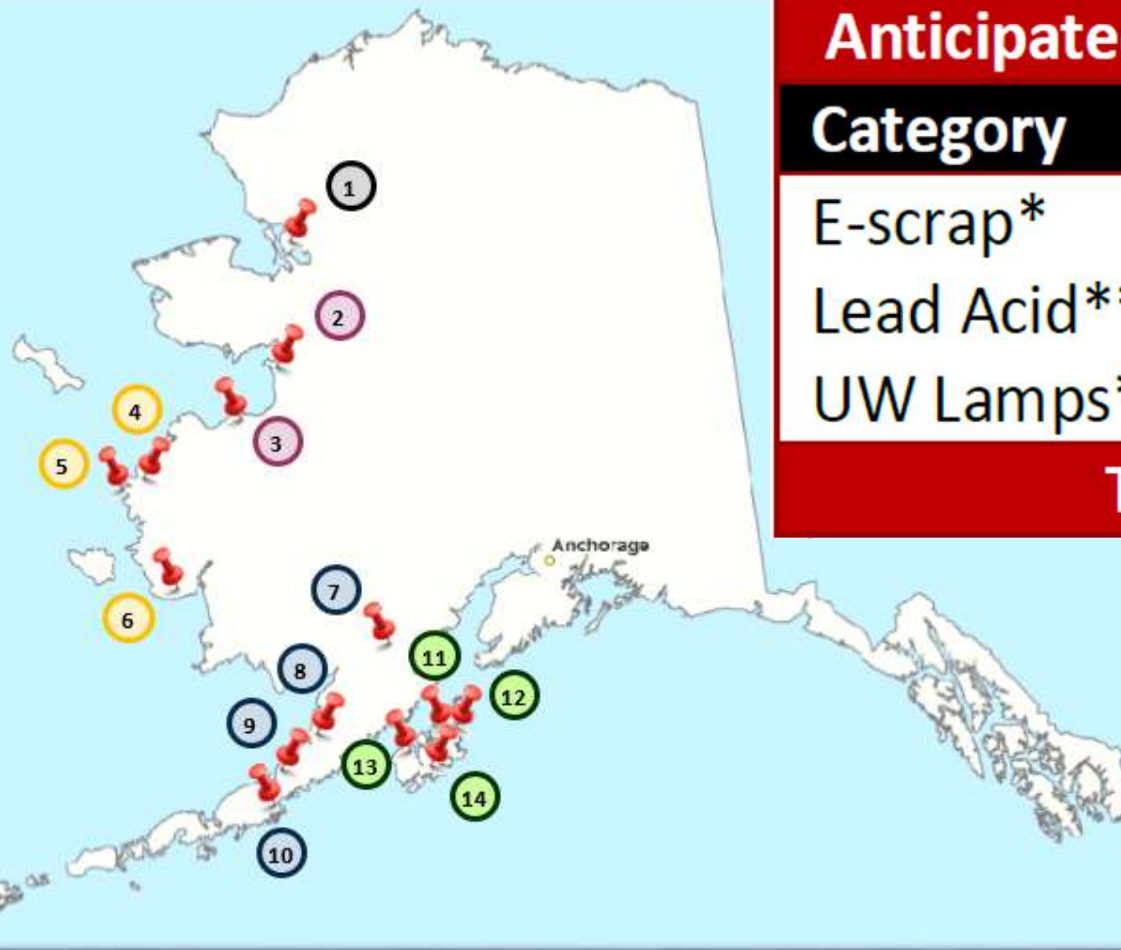 Anticipate
Category
E-scrap*
Lead Acid**
UW Lamps*
T
1
2
3
4
5
6
Anchorage
7
8
9
10
11
12
13
14